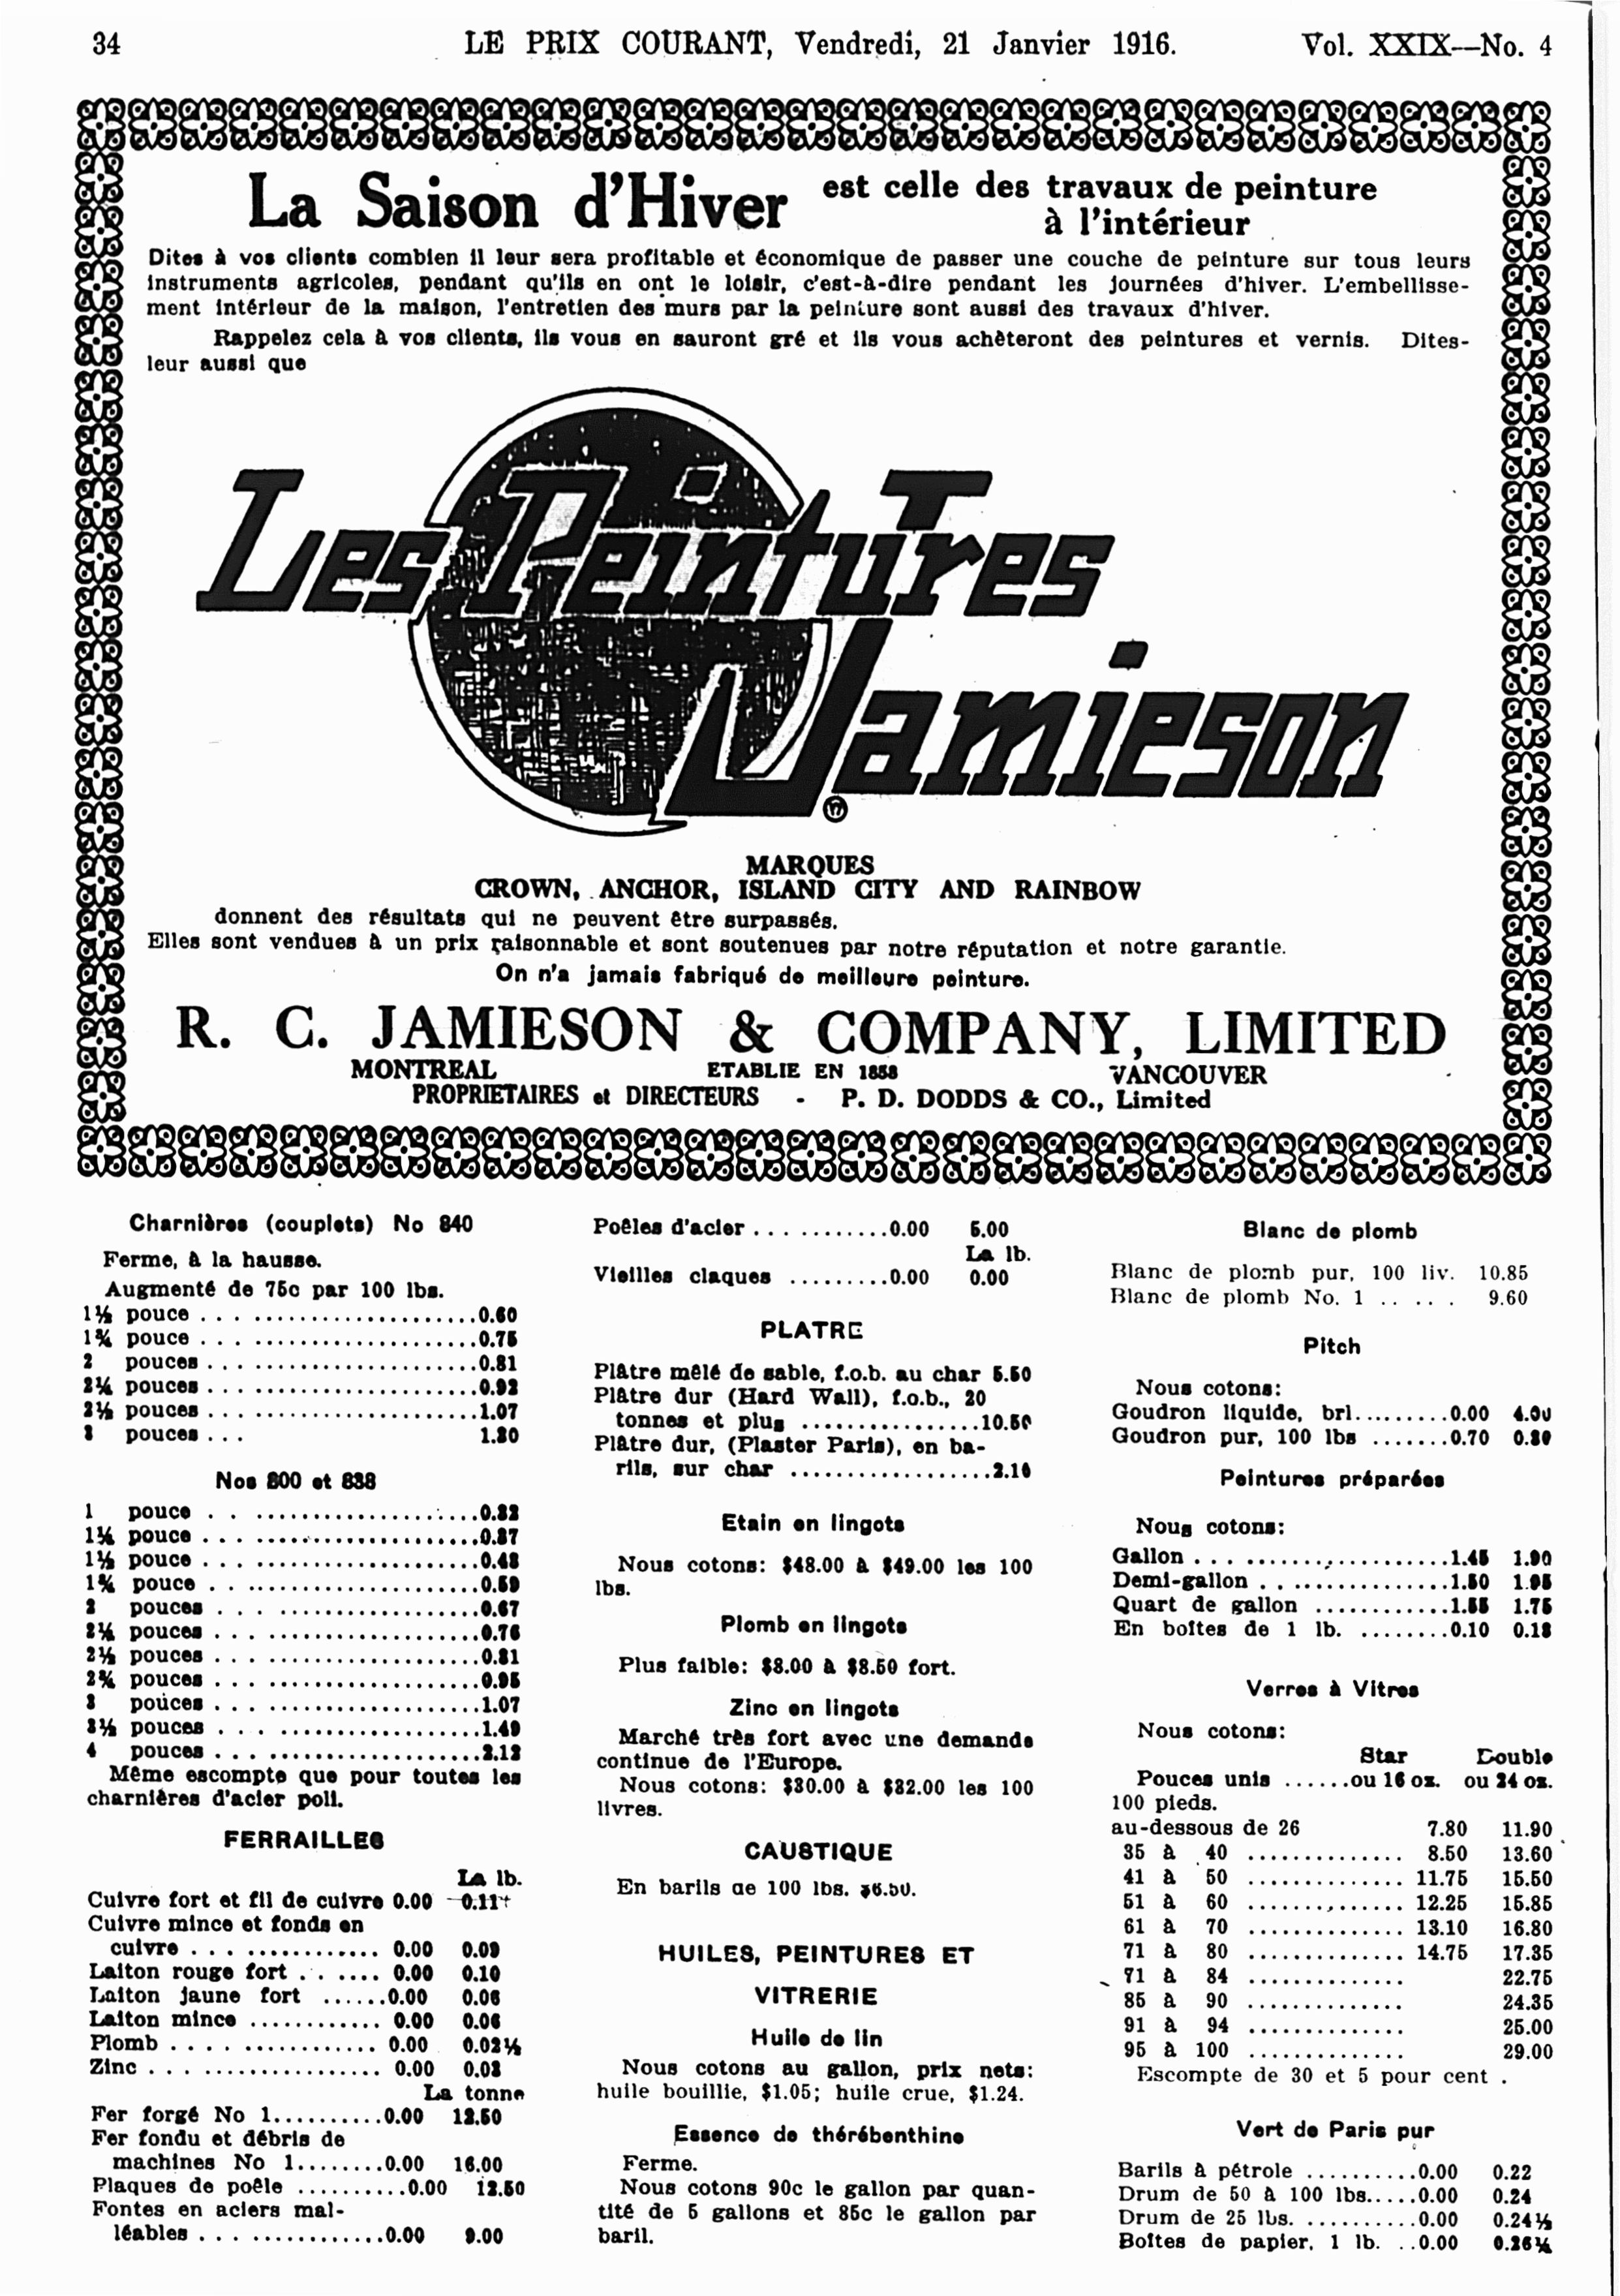 34 LE PRIX COURANT, Vendredi, 21 Janvier 1916. Vol. XXIX—No. 4
La Saison d'Hiver est celle des travaux de peinture
à l'intérieur
Dites à vos clients combien il leur sera profitable et économique de passer une couche de peinture sur tous leurs
instruments agricoles, pendant qu'ils en ont le loisir, c'est-à-dire pendant les journées d'hiver. L'embellisse-
ment intérieur de la maison, l'entretien des murs par la peinture sont aussi des travaux d'hiver.
Rappelez cela à vos clients, ils vous en sauront gré et ils vous achèteront des peintures et vernis. Dites-
leur aussi que
Les Peintures
Jamieson
MARQUES
CROWN, ANCHOR, ISLAND CITY AND RAINBOW
donnent des résultats qui ne peuvent être surpassés.
Elles sont vendues à un prix raisonnable et sont soutenues par notre réputation et notre garantie.
On n'a jamais fabriqué de meilleure peinture.
R. C. JAMIESON & COMPANY, LIMITED
MONTREAL ETABLIE EN 1858 VANCOUVER
PROPRIETAIRES et DIRECTEURS - P. D. DODDS & CO., Limited
Charnières (couplets) No 840
Ferme, à la hausse.
Augmenté de 75c par 100 lbs.
1½ pouce . . . ......................0.60
1¾ pouce . . . ......................0.75
2 pouces . . . ......................0.81
2¼ pouces . . . ......................0.92
2½ pouces . . . ......................1.07
3 pouces . . . 1.30
Nos 800 et 838
1 pouce . . ......................
1¼ pouce . . . ......................
1½ pouce . . . ......................
1¾ pouce . . ......................0.59
2 pouces . . . ......................0.67
2¼ pouces . . . ......................0.76
2½ pouces . . . ......................0.81
2¾ pouces . . . ......................0.95
3 pouces . . . ......................1.07
3½ pouces . . . ......................1.49
4 pouces . . . ......................2.12
Même escompte que pour toutes les
charnières d'acier poli.
FERRAILLES
La lb.
Cuivre fort et fil de cuivre 0.00 0.11
Cuivre mince et fonds en
cuivre . . . ............ 0.00 0.09
Laiton rouge fort . . .... 0.00 0.10
Laiton jaune fort ......0.00 0.06
Laiton mince ............ 0.00 0.06
Plomb . . . . ............ 0.00 0.02½
Zinc . . . ................ 0.00
La tonne
Fer forgé No 1..........0.00 12.50
Fer fondu et débris de
machines No 1........0.00 16.00
Plaques de poêle ..........0.00 12.50
Fontes en aciers mal-
léables . . . .............0.00 9.00
Poêles d'acier . . . .........0.00 5.00
La lb.
Vieilles claques .........0.00 0.00
PLATRE
Plâtre mêlé de sable, f.o.b. au char 5.50
Plâtre dur (Hard Wall), f.o.b., 20
tonnes et plus ...............10.50
Plâtre dur, (Plaster Paris), en ba-
rils, sur char ..................2.10
Etain en lingots
Nous cotons: $48.00 à $49.00 les 100
lbs.
Plomb en lingots
Plus faible: $8.00 à $8.50 fort.
Zinc en lingots
Marché très fort avec une demande
continue de l'Europe.
Nous cotons: $30.00 à $32.00 les 100
livres.
CAUSTIQUE
En barils de 100 lbs. $6.50.
HUILES, PEINTURES ET
VITRERIE
Huile de lin
Nous cotons au gallon, prix nets:
huile bouillie, $1.05; huile crue, $1.24.
Essence de thérébenthine
Ferme.
Nous cotons 90c le gallon par quan-
tité de 5 gallons et 85c le gallon par
baril.
Blanc de plomb
Blanc de plomb pur, 100 liv. 10.85
Blanc de plomb No. 1 .. .. . 9.60
Pitch
Nous cotons:
Goudron liquide, brl.........0.00 4.00
Goudron pur, 100 lbs .......0.70 0.80
Peintures préparées
Nous cotons:
Gallon . . . ....................1.45 1.90
Demi-gallon . . ...............1.50 1.95
Quart de gallon ............1.55 1.75
En boîtes de 1 lb. ........0.10
Verres à Vitres
Nous cotons:
Star Double
Pouces unis ......ou 16 oz. ou 24 oz.
100 pieds.
au-dessous de 26 7.80 11.90
35 à 40 .............. 8.50 13.60
41 à 50 .............. 11.75 15.50
51 à 60 .............. 12.25 15.85
61 à 70 .............. 13.10 16.80
71 à 80 .............. 14.75 17.35
71 à 84 .............. 22.75
85 à 90 .............. 24.35
91 à 94 .............. 25.00
95 à 100 .............. 29.00
Escompte de 30 et 5 pour cent .
Vert de Paris pur
Barils à pétrole ..........0.00 0.22
Drum de 50 à 100 lbs.....0.00 0.24
Drum de 25 lbs. ..........0.00 0.24½
Boîtes de papier, 1 lb. ..0.00